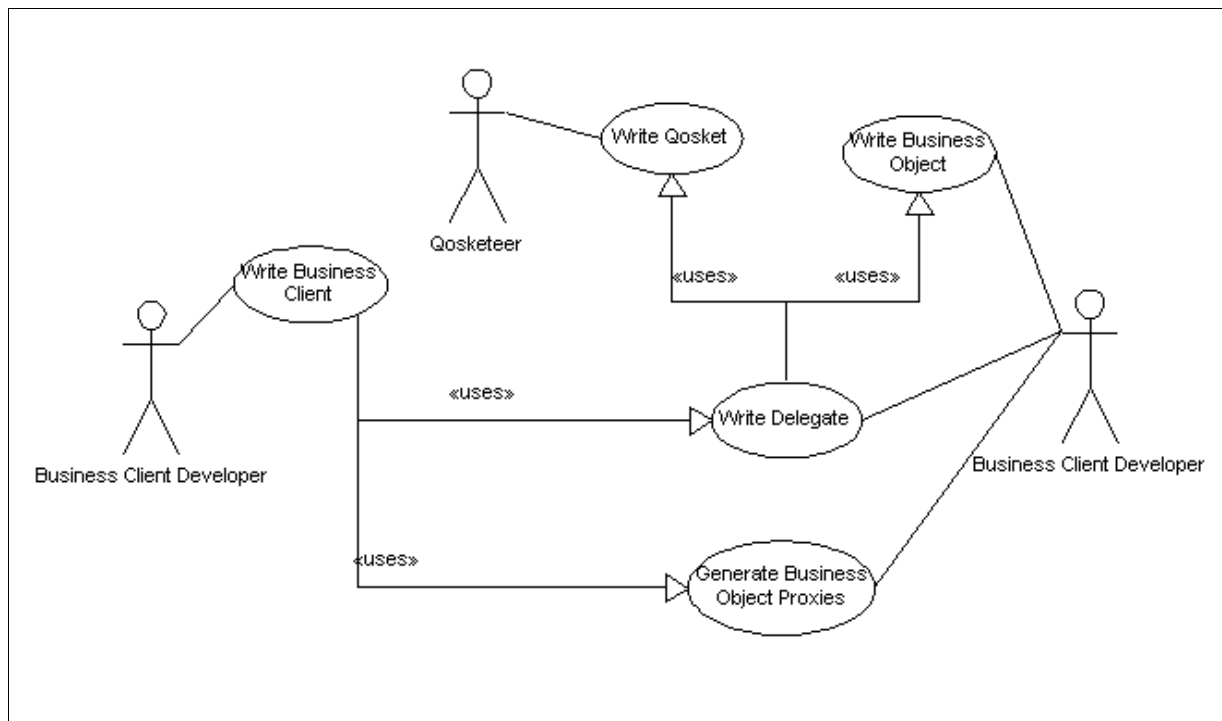 Write Qosket
Write Business
Object
Qosketeer
Write Business
Client
«uses»
«uses»
«uses»
Write Delegate
Business Client Developer
Business Client Developer
«uses»
Generate Business
Object Proxies